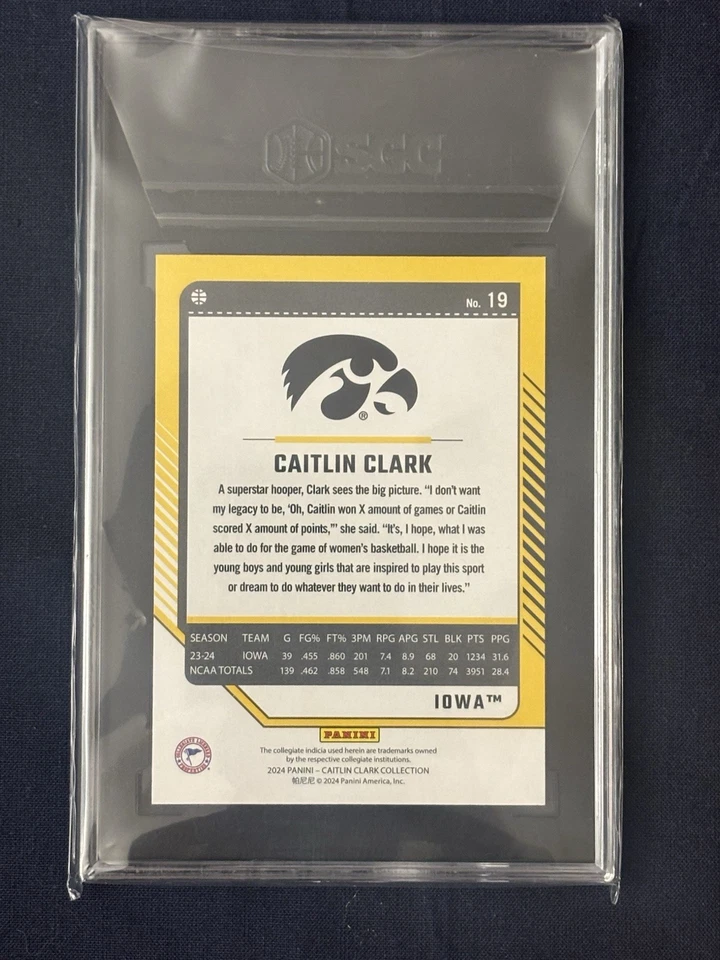 SGC
No. 19
®
CAITLIN CLARK
A superstar hooper, Clark sees the big picture. “I don’t want
my legacy to be, ‘Oh, Caitlin won X amount of games or Caitlin
scored X amount of points,’” she said. “It’s, I hope, what I was
able to do for the game of women’s basketball. I hope it is the
young boys and young girls that are inspired to play this sport
or dream to do whatever they want to do in their lives.”
SEASON TEAM G FG% FT% 3PM RPG APG STL BLK PTS PPG
23-24 IOWA 39 .455 .860 201 7.4 8.9 68 20 1234 31.6
NCAA TOTALS 139 .462 .858 548 7.1 8.2 210 74 3951 28.4
IOWA™
PANINI
The collegiate indicia used herein are trademarks owned
by the respective collegiate institutions.
2024 PANINI – CAITLIN CLARK COLLECTION
帕尼尼 © 2024 Panini America, Inc.